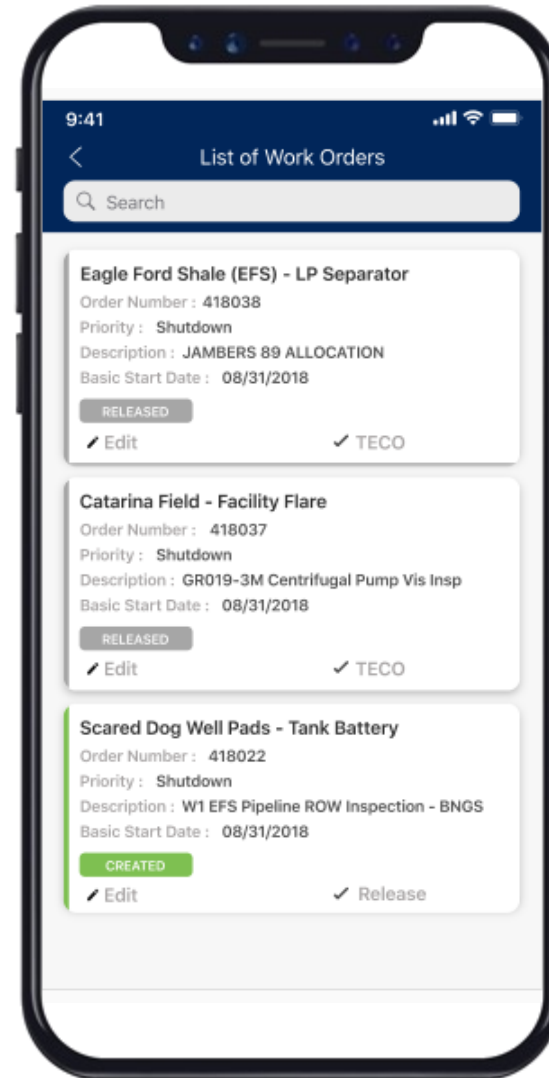 9:41
List of Work Orders
Search
Eagle Ford Shale (EFS) - LP Separator
Order Number : 418038
Priority : Shutdown
Description : JAMBERS 89 ALLOCATION
Basic Start Date : 08/31/2018
RELEASED
Edit TECO
Catarina Field - Facility Flare
Order Number : 418037
Priority : Shutdown
Description : GR019-3M Centrifugal Pump Vis Insp
Basic Start Date : 08/31/2018
RELEASED
Edit TECO
Scared Dog Well Pads - Tank Battery
Order Number : 418022
Priority : Shutdown
Description : W1 EFS Pipeline ROW Inspection - BNGS
Basic Start Date : 08/31/2018
CREATED
Edit Release